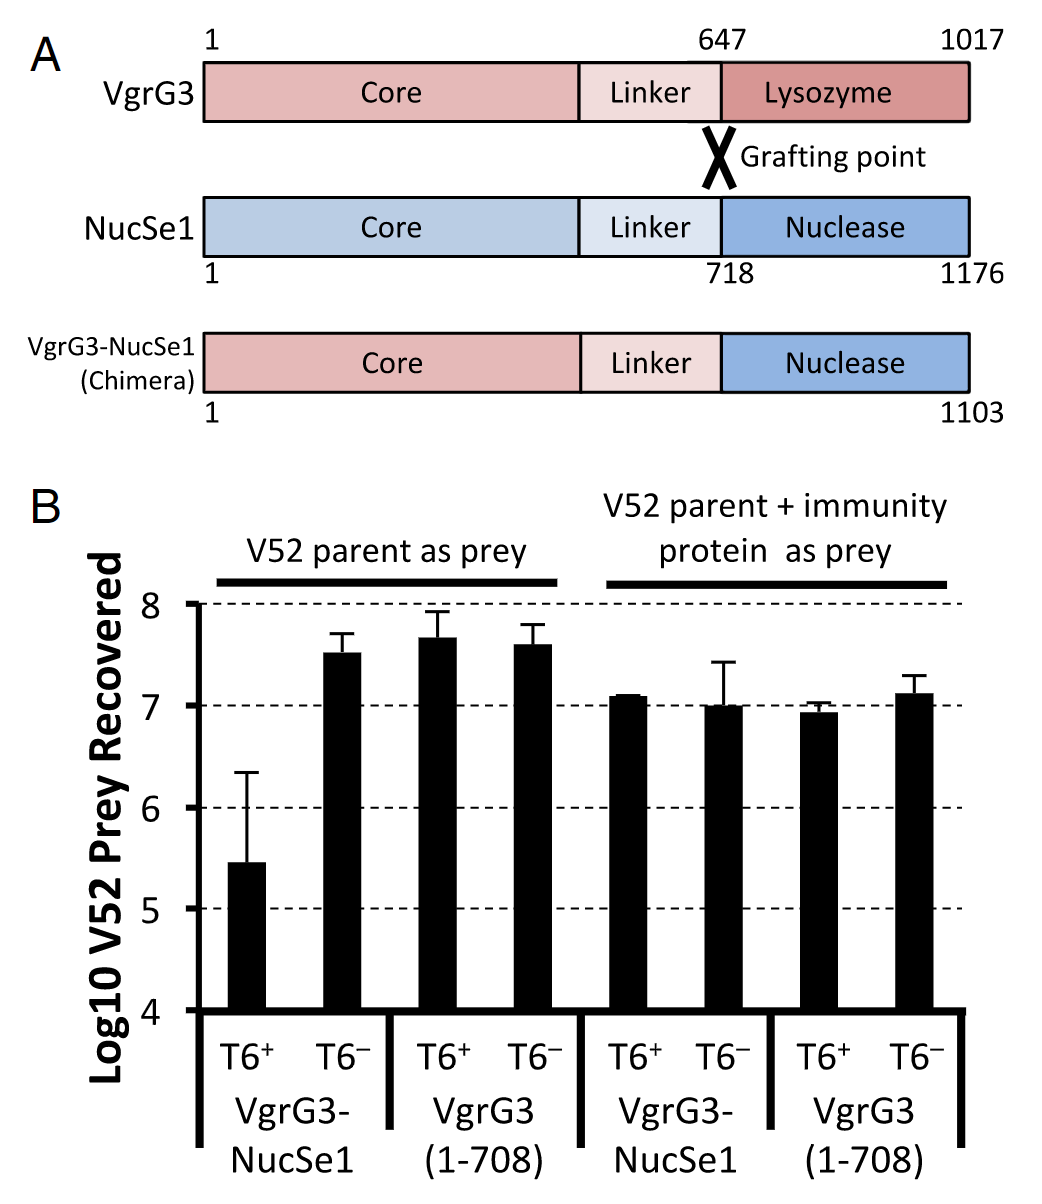 A
1 647 1017
VgrG3 Core Linker Lysozyme
Grafting point
NucSe1 Core Linker Nuclease
1 718 1176
VgrG3-NucSe1
(Chimera)
Core Linker Nuclease
1 1103
B
V52 parent as prey
V52 parent + immunity
protein as prey
Log10 V52 Prey Recovered
8
7
6
5
4
T6⁺ T6⁻ T6⁺ T6⁻ T6⁺ T6⁻ T6⁺ T6⁻
VgrG3- VgrG3 VgrG3- VgrG3
NucSe1 (1-708) NucSe1 (1-708)